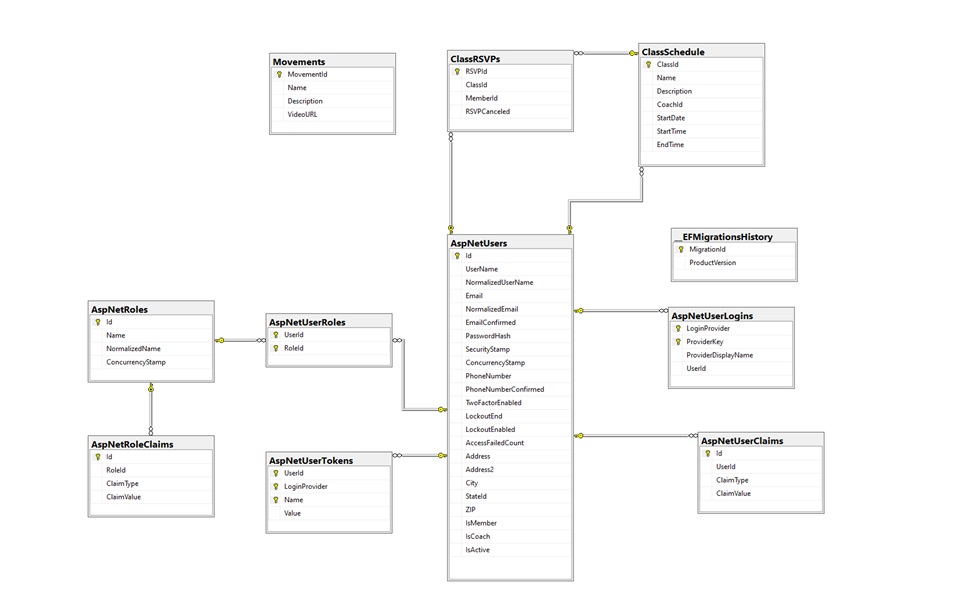 Movements
MovementId
Name
Description
VideoURL
ClassRSVPs
RSVPId
ClassId
MemberId
RSVPCanceled
ClassSchedule
ClassId
Name
Description
CoachId
StartDate
StartTime
EndTime
AspNetUsers
Id
UserName
NormalizedUserName
Email
NormalizedEmail
EmailConfirmed
PasswordHash
SecurityStamp
ConcurrencyStamp
PhoneNumber
PhoneNumberConfirmed
TwoFactorEnabled
LockoutEnd
LockoutEnabled
AccessFailedCount
Address
Address2
City
StateId
ZIP
IsMember
IsCoach
IsActive
__EFMigrationsHistory
MigrationId
ProductVersion
AspNetRoles
Id
Name
NormalizedName
ConcurrencyStamp
AspNetUserRoles
UserId
RoleId
AspNetUserLogins
LoginProvider
ProviderKey
ProviderDisplayName
UserId
AspNetRoleClaims
Id
RoleId
ClaimType
ClaimValue
AspNetUserTokens
UserId
LoginProvider
Name
Value
AspNetUserClaims
Id
UserId
ClaimType
ClaimValue